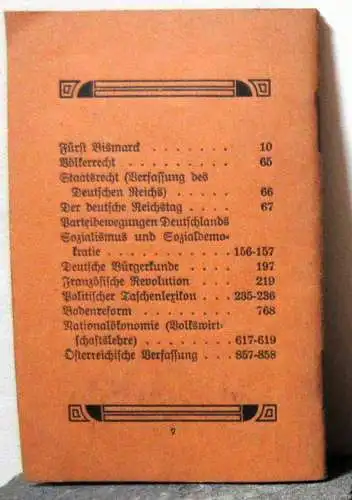 Fürst Bismarck . . . . . . . 10
Völkerrecht . . . . . . . . . 65
Staatsrecht (Verfassung des
Deutschen Reichs) . . . . . 66
Der deutsche Reichstag . . . 67
Parteibewegungen Deutschlands
Sozialismus und Sozialdemo-
kratie . . . . . . . . 156-157
Deutsche Bürgerkunde . . . 197
Französische Revolution . . . 219
Politischer Taschenlexikon . . 235-236
Bodenreform . . . . . . . . 768
Nationalökonomie (Volkswirt-
schaftslehre) . . . . . 617-619
Österreichische Verfassung . . . 857-858
7